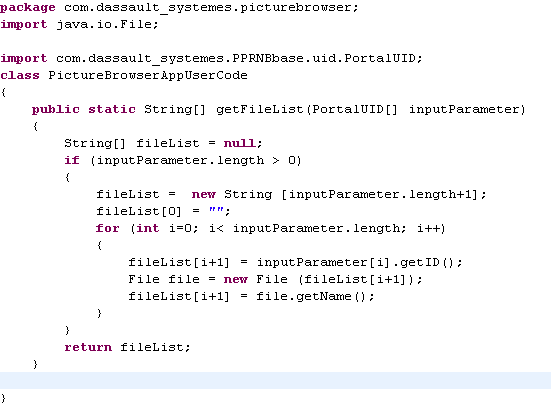 package com.dassault_systemes.picturebrowser;
import java.io.File;
import com.dassault_systemes.PPRNBbase.uid.PortalUID;
class PictureBrowserAppUserCode
{
    public static String[] getFileList(PortalUID[] inputParameter)
    {
        String[] fileList = null;
        if (inputParameter.length > 0)
        {
            fileList =  new String [inputParameter.length+1];
            fileList[0] = "";
            for (int i=0; i< inputParameter.length; i++)
            {
                fileList[i+1] = inputParameter[i].getID();
                File file = new File (fileList[i+1]);
                fileList[i+1] = file.getName();
            }
        }
        return fileList;
    }
}